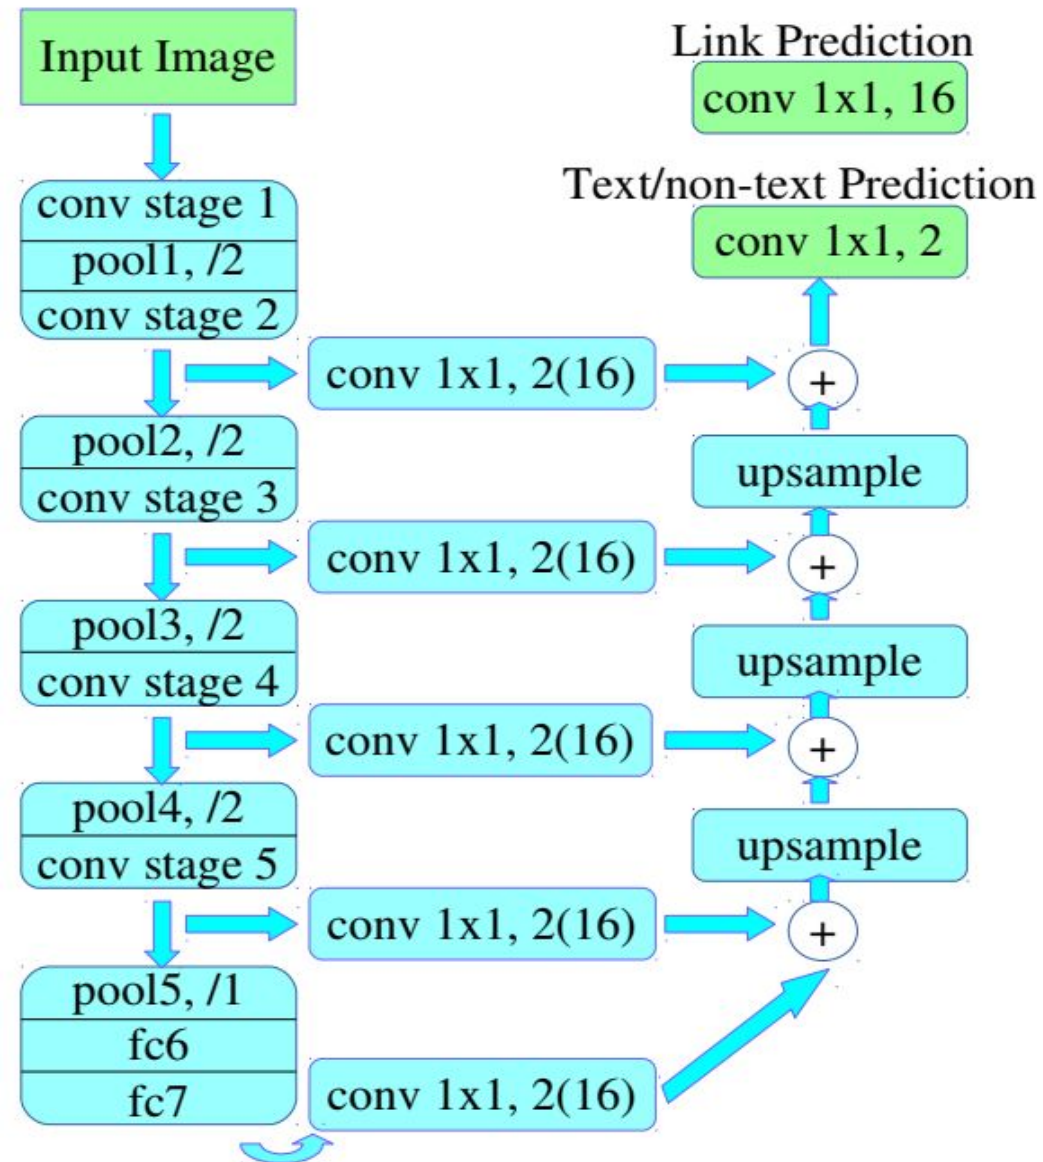 Input Image
conv stage 1
pool1, /2
conv stage 2
pool2, /2
conv stage 3
pool3, /2
conv stage 4
pool4, /2
conv stage 5
pool5, /1
fc6
fc7
conv 1x1, 2(16)
conv 1x1, 2(16)
conv 1x1, 2(16)
conv 1x1, 2(16)
conv 1x1, 2(16)
Link Prediction
conv 1x1, 16
Text/non-text Prediction
conv 1x1, 2
+
upsample
+
upsample
+
upsample
+